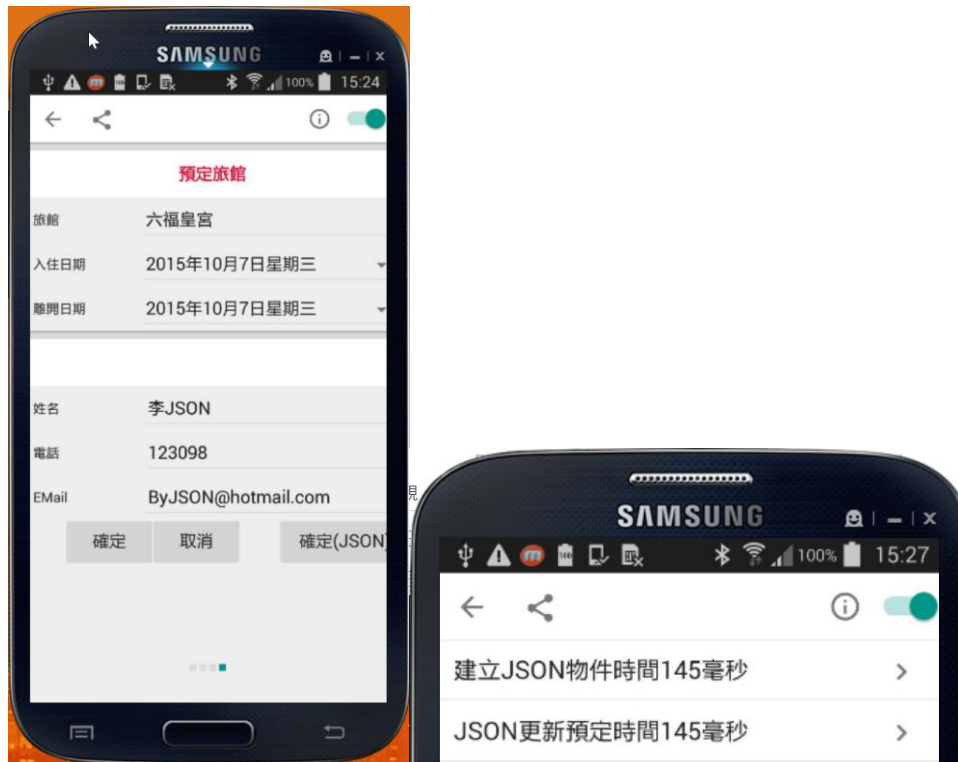 SAMSUNG
100% 15:24
預定旅館
旅館 六福皇宮
入住日期 2015年10月7日星期三
離開日期 2015年10月7日星期三
姓名 李JSON
電話 123098
EMail ByJSON@hotmail.com
確定 取消 確定(JSON)
SAMSUNG
100% 15:27
建立JSON物件時間145毫秒
JSON更新預定時間145毫秒